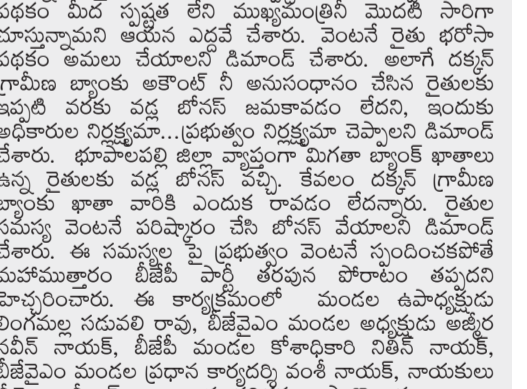 పథకం మీద స్పష్టత లేని ముఖ్యమంత్రినీ మొదటి సారిగా
చూస్తున్నామని ఆయన ఎద్దవే చేశారు. వెంటనే రైతు భరోసా
పథకం అమలు చేయాలని డిమాండ్ చేశారు. అలాగే దక్కన్
గ్రామీణ బ్యాంకు అకౌంట్ నీ అనుసంధానం చేసిన రైతులకు
ఇప్పటి వరకు వడ్ల బోనస్ జమకావడం లేదని, ఇందుకు
అధికారుల నిర్లక్ష్యమా...ప్రభుత్వం నిర్లక్ష్యమా చెప్పాలని డిమాండ్
చేశారు. భూపాలపల్లి జిల్లా వ్యాప్తంగా మిగతా బ్యాంక్ ఖాతాలు
ఉన్న రైతులకు వడ్ల బోనస్ వచ్చి. కేవలం దక్కన్ గ్రామీణ
బ్యాంకు ఖాతా వారికి ఎందుక రావడం లేదన్నారు. రైతుల
సమస్య వెంటనే పరిష్కారం చేసి బోనస్ వేయాలని డిమాండ్
చేశారు. ఈ సమస్యల పై ప్రభుత్వం వెంటనే స్పందించకపోతే
మహాముత్తారం బీజేపీ పార్టీ తరపున పోరాటం తప్పదని
హెచ్చరించారు. ఈ కార్యక్రమంలో మండల ఉపాధ్యక్షుడు
లింగమల్ల సడువలి రావు, బీజేవైఎం మండల అధ్యక్షుడు అజ్మీర
నవీన్ నాయక్, బీజేపీ మండల కోశాధికారి నితిన్ నాయక్,
బీజేవైఎం మండల ప్రధాన కార్యదర్శి వంశీ నాయక్, నాయకులు